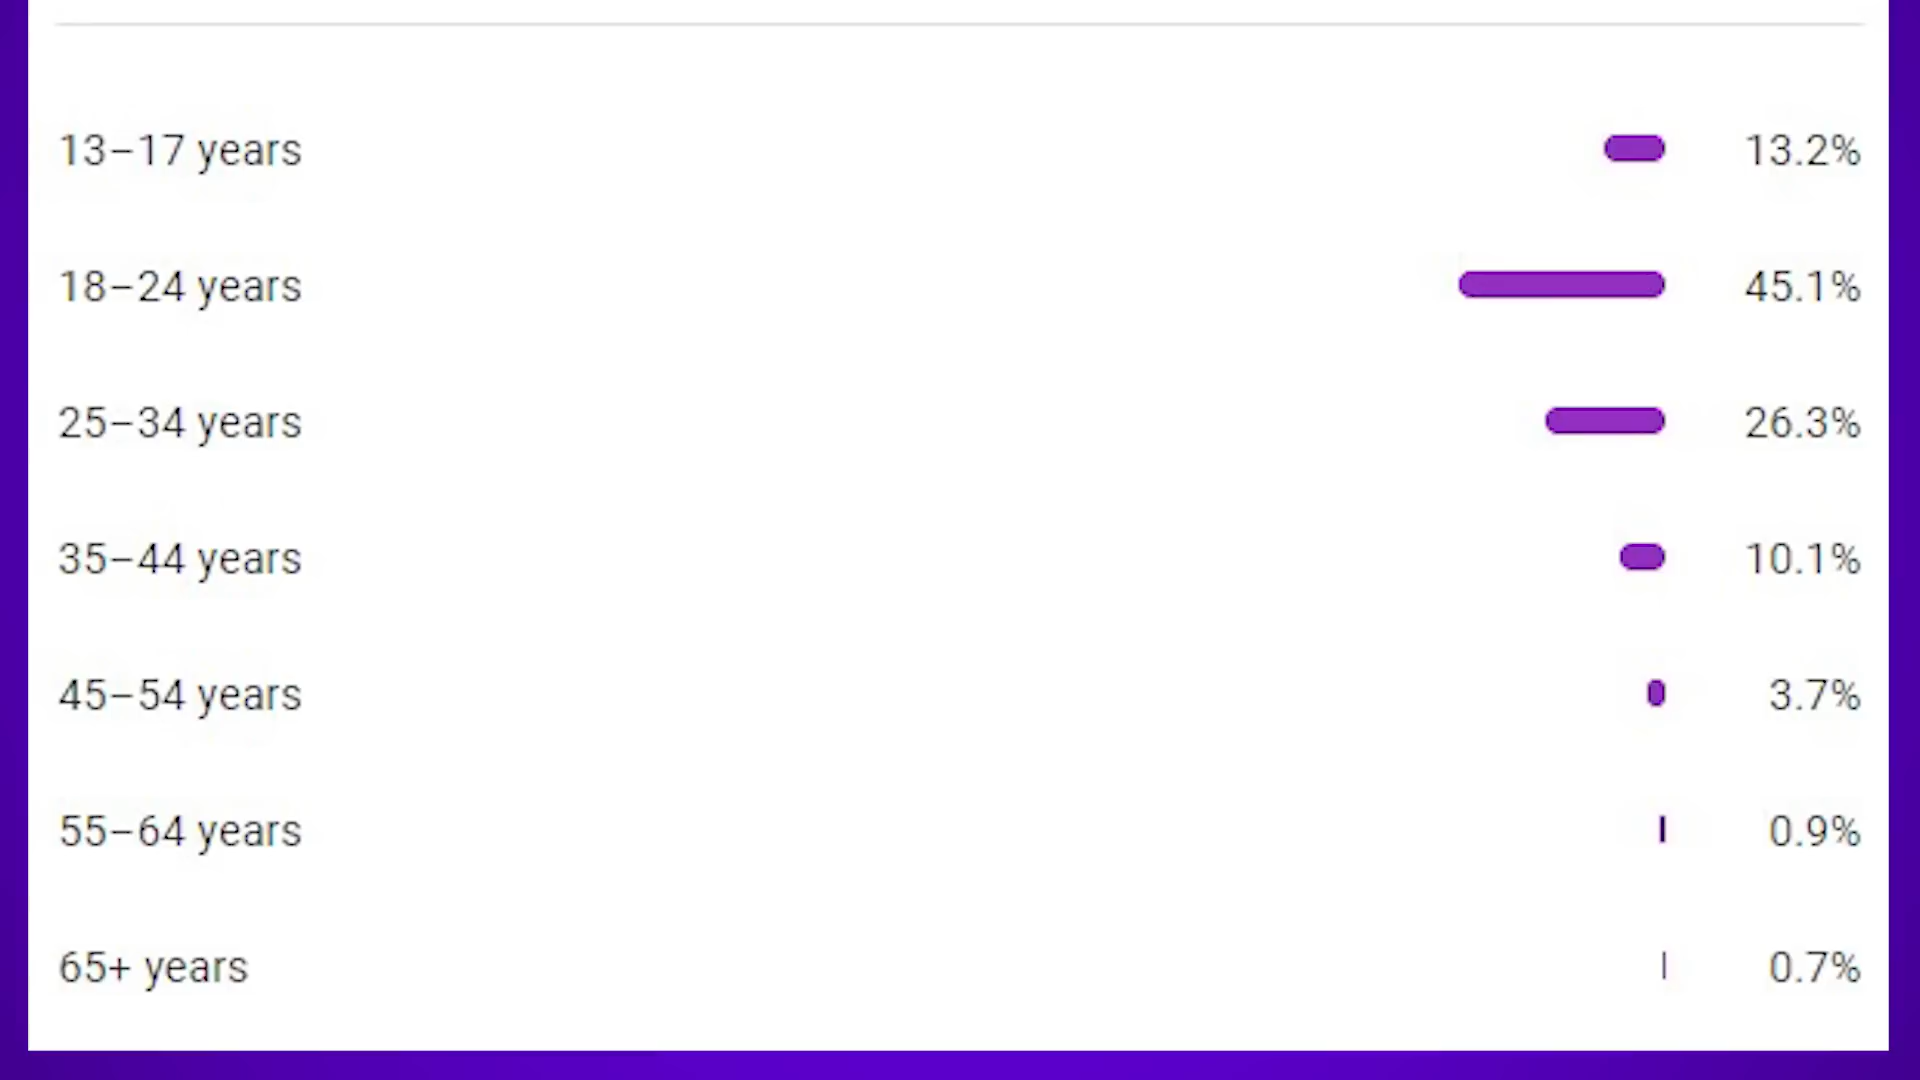 13–17 years 13.2%
18–24 years 45.1%
25–34 years 26.3%
35–44 years 10.1%
45–54 years 3.7%
55–64 years 0.9%
65+ years 0.7%